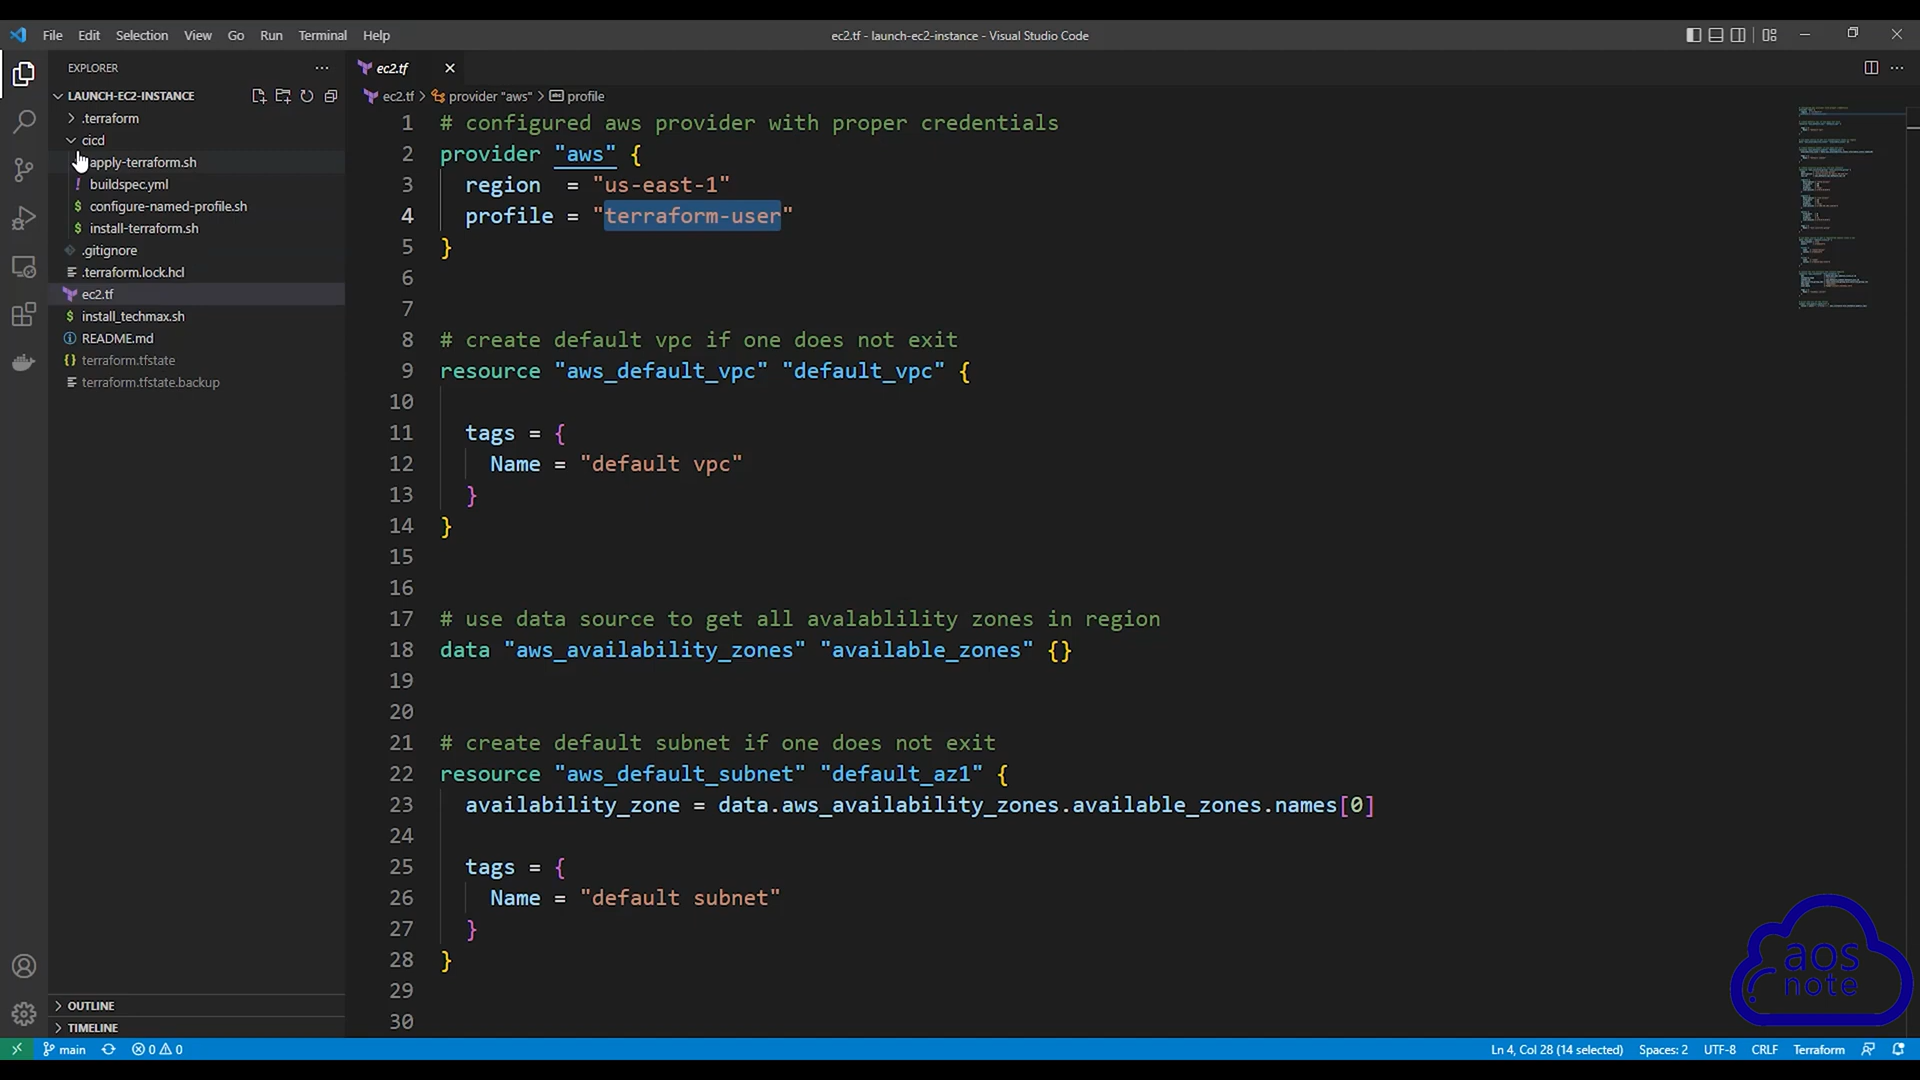 File Edit Selection View Go Run Terminal Help
ec2.tf - launch-ec2-instance - Visual Studio Code
EXPLORER
LAUNCH-EC2-INSTANCE
.terraform
cicd
apply-terraform.sh
! buildspec.yml
$ configure-named-profile.sh
$ install-terraform.sh
.gitignore
.terraform.lock.hcl
ec2.tf
$ install_techmax.sh
README.md
{} terraform.tfstate
terraform.tfstate.backup
OUTLINE
TIMELINE
ec2.tf
ec2.tf > provider "aws" > profile
1 # configured aws provider with proper credentials
2 provider "aws" {
3 region = "us-east-1"
4 profile = "terraform-user"
5 }
6
7
8 # create default vpc if one does not exit
9 resource "aws_default_vpc" "default_vpc" {
10
11 tags = {
12 Name = "default vpc"
13 }
14 }
15
16
17 # use data source to get all avalablility zones in region
18 data "aws_availability_zones" "available_zones" {}
19
20
21 # create default subnet if one does not exit
22 resource "aws_default_subnet" "default_az1" {
23 availability_zone = data.aws_availability_zones.available_zones.names[0]
24
25 tags = {
26 Name = "default subnet"
27 }
28 }
29
30
aos
note
main 0 0 Ln 4, Col 28 (14 selected) Spaces: 2 UTF-8 CRLF Terraform